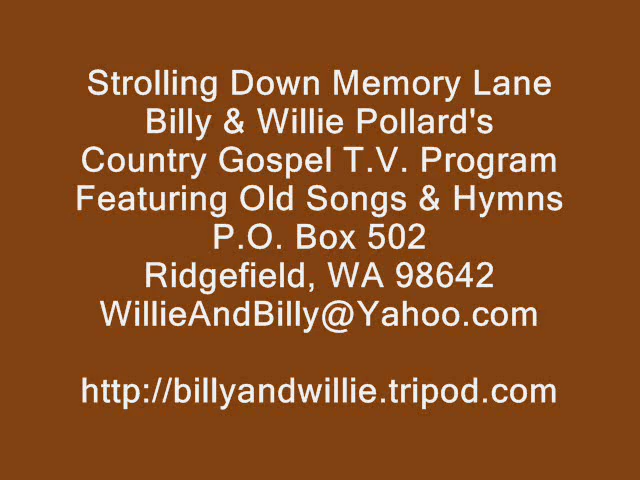 Strolling Down Memory Lane
Billy & Willie Pollard's
Country Gospel T.V. Program
Featuring Old Songs & Hymns
P.O. Box 502
Ridgefield, WA 98642
WillieAndBilly@Yahoo.com
http://billyandwillie.tripod.com